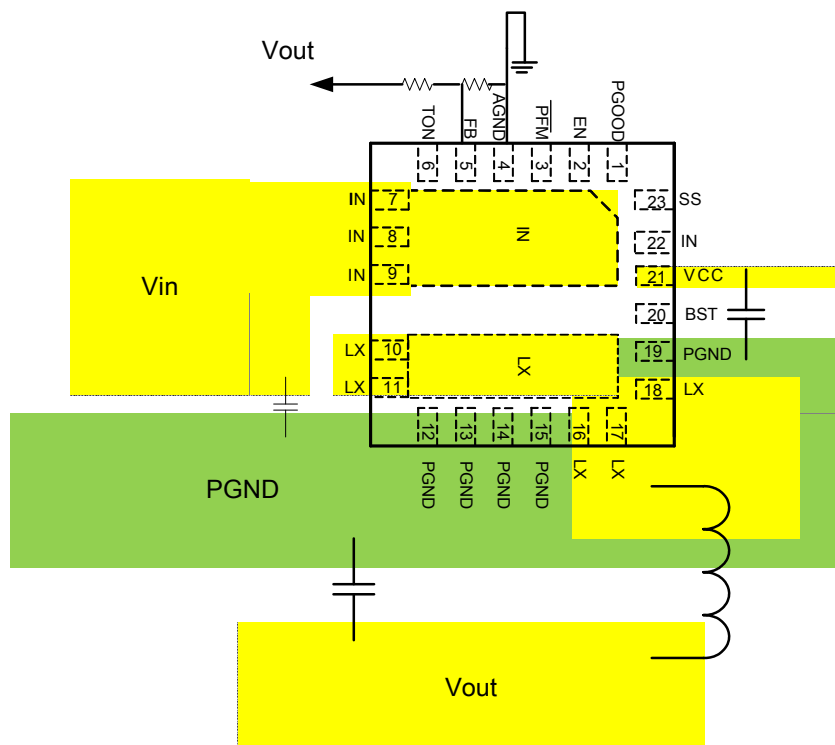 Vout
TON
FB
AGND
PFM
EN
PGOOD
6
5
4
3
2
1
IN
7
IN
8
IN
9
IN
23
SS
22
IN
21
VCC
20
BST
19
PGND
18
LX
Vin
LX
10
LX
11
LX
12
13
14
15
16
17
PGND
PGND
PGND
PGND
LX
LX
PGND
Vout